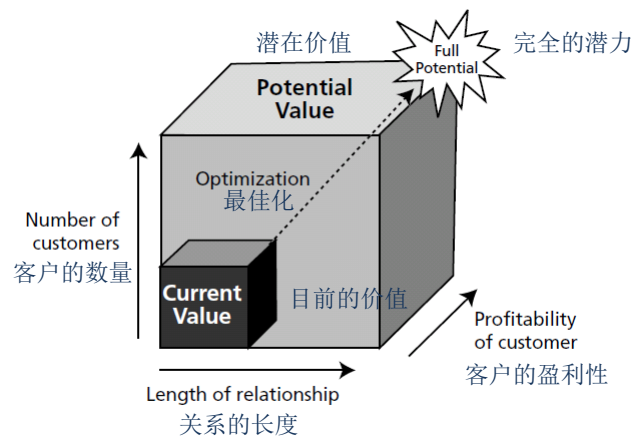 潜在价值
Full
Potential
完全的潜力
Potential
Value
Optimization
最佳化
Number of
customers
客户的数量
Current
Value
目前的价值
Profitability
of customer
客户的盈利性
Length of relationship
关系的长度